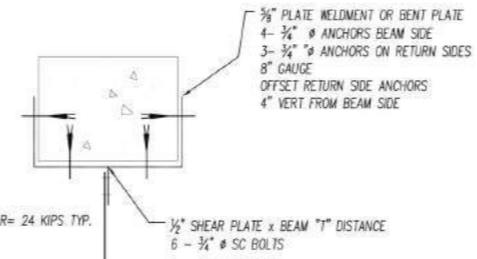 ⅝" PLATE WELDMENT OR BENT PLATE
4- ¾" ø ANCHORS BEAM SIDE
3- ¾" "ø ANCHORS ON RETURN SIDES
8" GAUGE
OFFSET RETURN SIDE ANCHORS
4" VERT FROM BEAM SIDE
R= 24 KIPS TYP.
½" SHEAR PLATE x BEAM "T" DISTANCE
6 - ¾" ø SC BOLTS